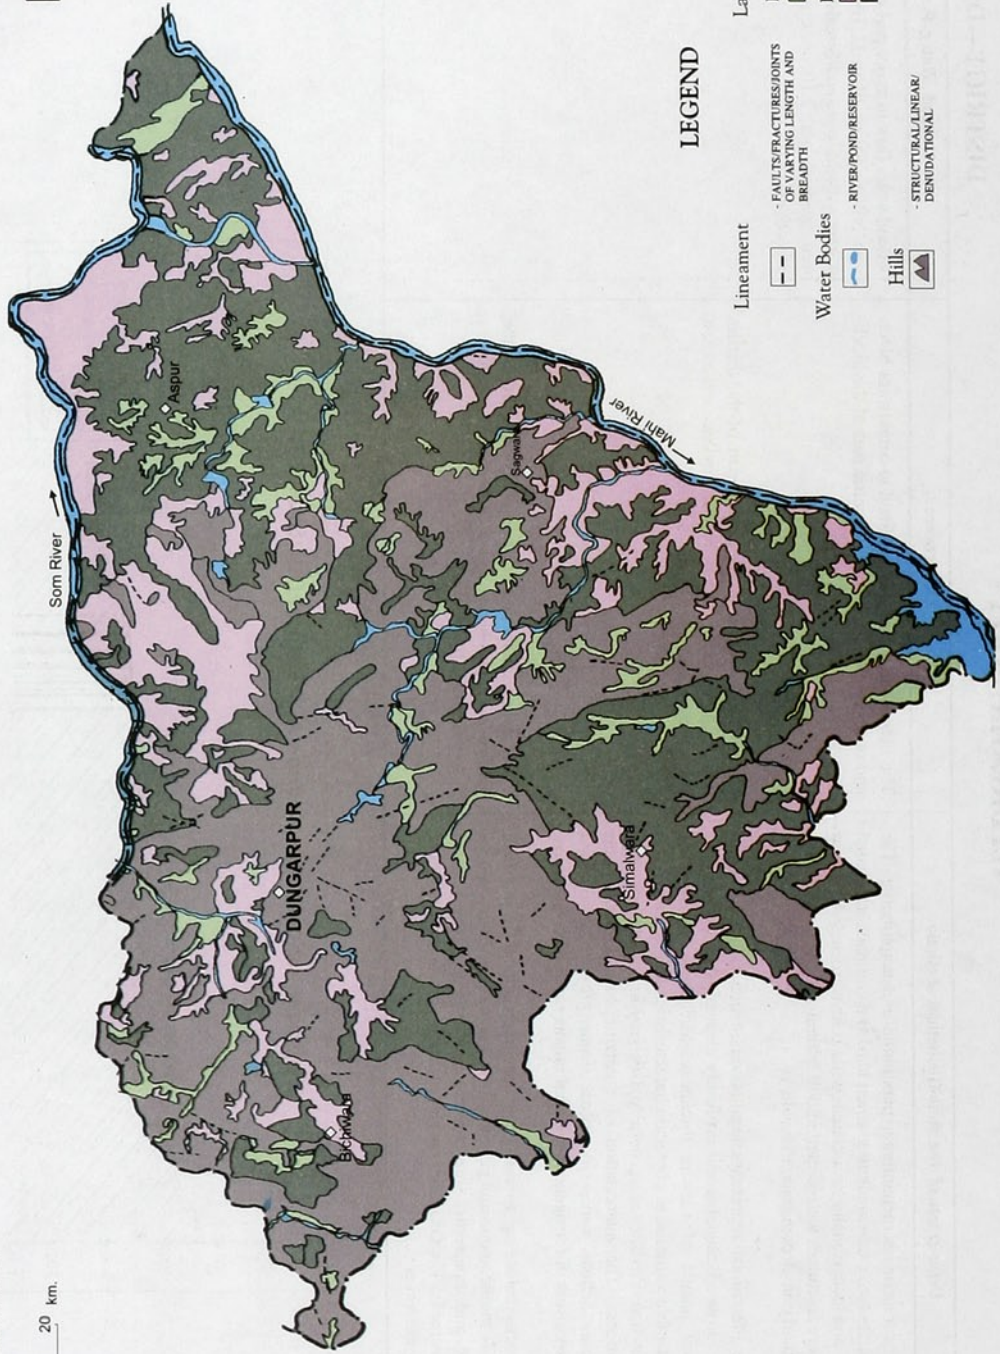 20 km.
Som River
Aspur
Mahi River
Sagwara
DUNGARPUR
Simalwara
Bichiwara
LEGEND
Lineament
- FAULTS/FRACTURES/JOINTS
OF VARYING LENGTH AND
BREADTH
Water Bodies
- RIVER/POND/RESERVOIR
Hills
- STRUCTURAL/LINEAR/
DENUDATIONAL
La